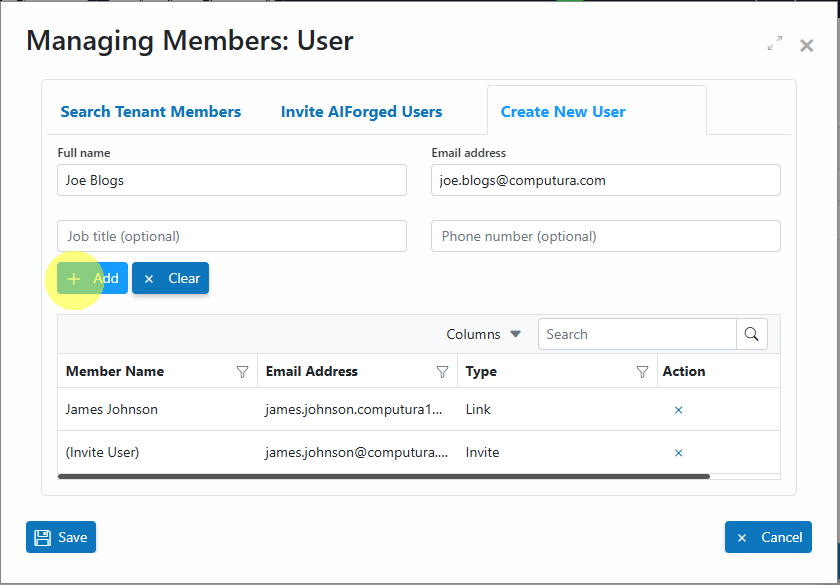 Managing Members: User
Search Tenant Members
Invite AIForged Users
Create New User
Full name
Email address
Joe Blogs
joe.blogs@computura.com
Job title (optional)
Phone number (optional)
Add
Clear
Columns
Search
Member Name
Email Address
Type
Action
James Johnson
james.johnson.computura1...
Link
(Invite User)
james.johnson@computura....
Invite
Save
Cancel